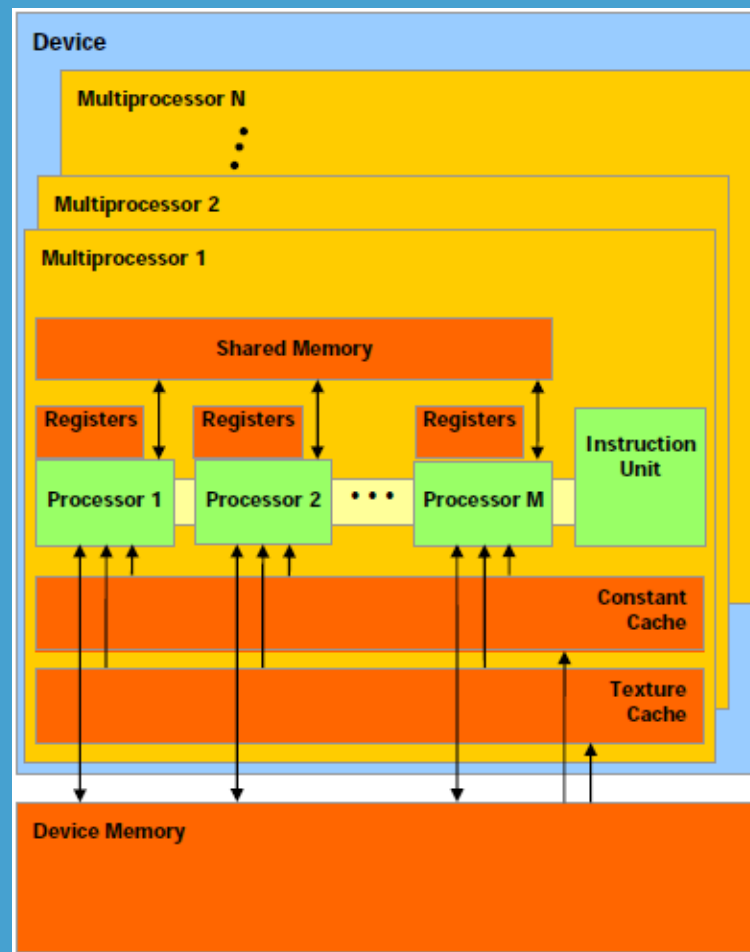 Device
Multiprocessor N
Multiprocessor 2
Multiprocessor 1
Shared Memory
Registers
Registers
Registers
Instruction
Unit
Processor 1
Processor 2
Processor M
Constant
Cache
Texture
Cache
Device Memory